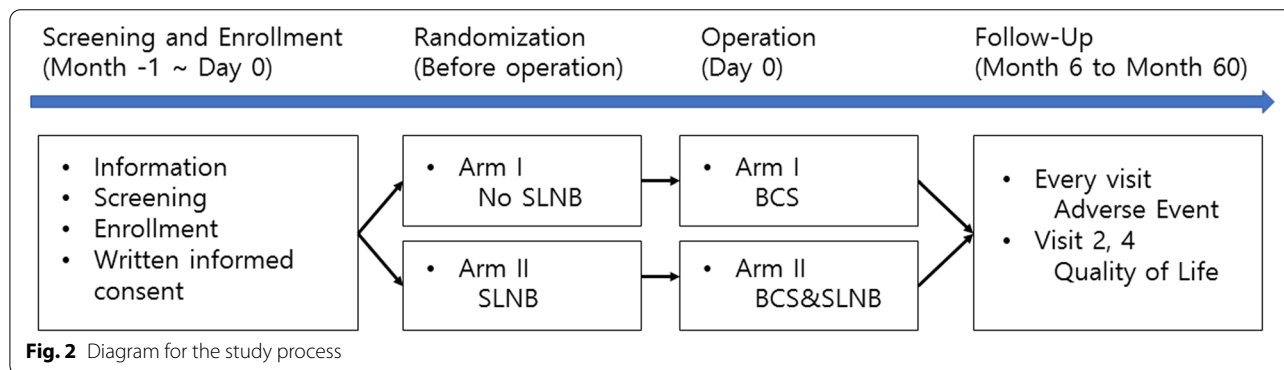 Screening and Enrollment
(Month -1 ~ Day 0)
Randomization
(Before operation)
Operation
(Day 0)
Follow-Up
(Month 6 to Month 60)
• Information
• Screening
• Enrollment
• Written informed
consent
• Arm I
No SLNB
• Arm II
SLNB
• Arm I
BCS
• Arm II
BCS&SLNB
• Every visit
Adverse Event
• Visit 2, 4
Quality of Life
Fig. 2 Diagram for the study process